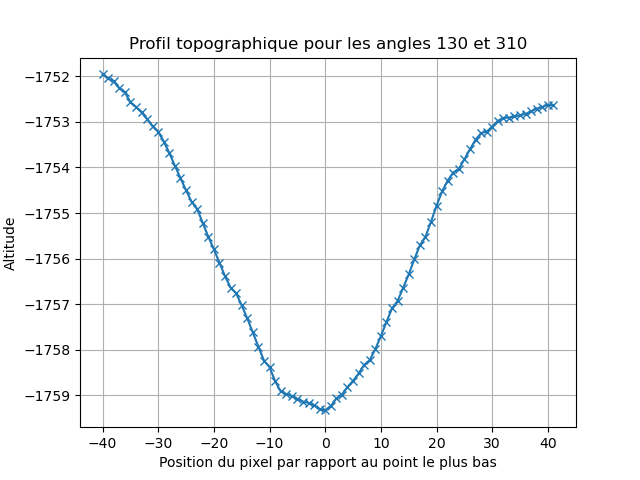 Profil topographique pour les angles 130 et 310
−1752
−1753
−1754
−1755
−1756
−1757
−1758
−1759
Altitude
−40 −30 −20 −10 0 10 20 30 40
Position du pixel par rapport au point le plus bas